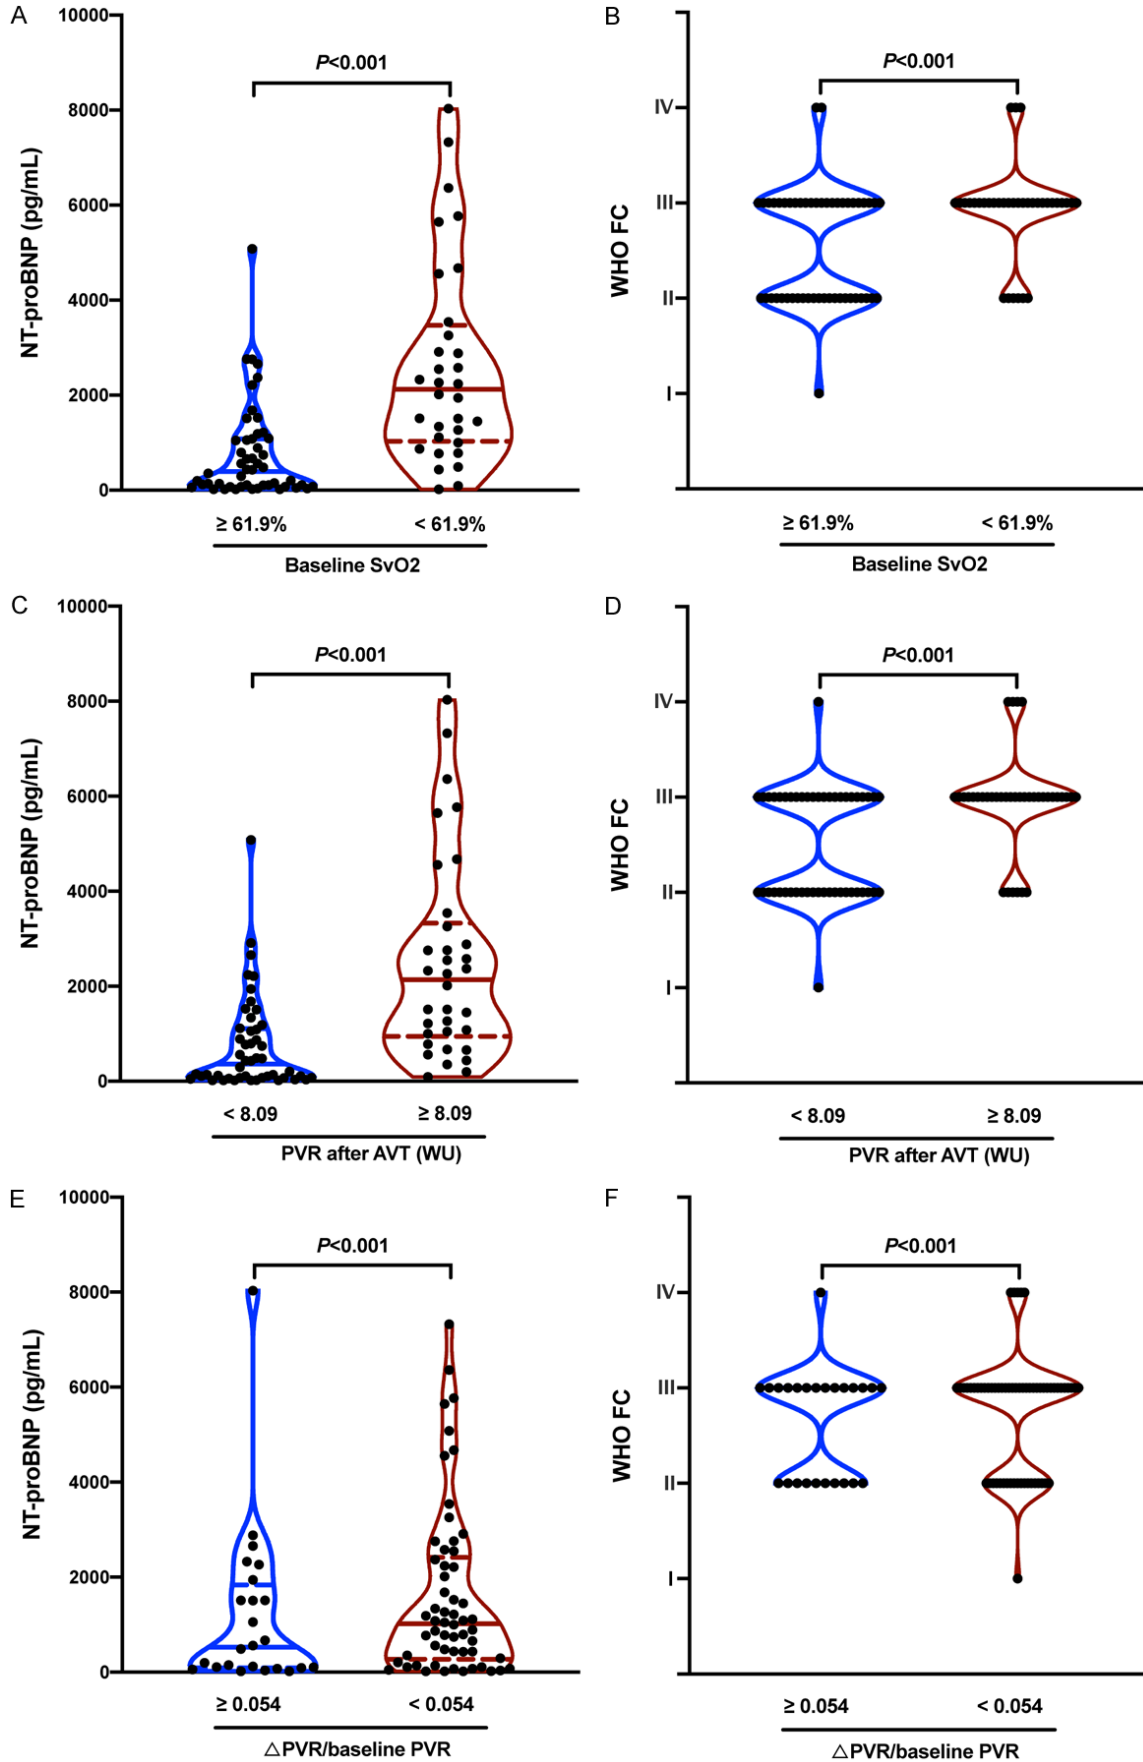 A
10000
8000
6000
4000
2000
0
NT-proBNP (pg/mL)
P<0.001
≥ 61.9%
< 61.9%
Baseline SvO2
B
IV
III
II
I
WHO FC
P<0.001
≥ 61.9%
< 61.9%
Baseline SvO2
C
10000
8000
6000
4000
2000
0
NT-proBNP (pg/mL)
P<0.001
< 8.09
≥ 8.09
PVR after AVT (WU)
D
IV
III
II
I
WHO FC
P<0.001
< 8.09
≥ 8.09
PVR after AVT (WU)
E
10000
8000
6000
4000
2000
0
NT-proBNP (pg/mL)
P<0.001
≥ 0.054
< 0.054
△PVR/baseline PVR
F
IV
III
II
I
WHO FC
P<0.001
≥ 0.054
< 0.054
△PVR/baseline PVR